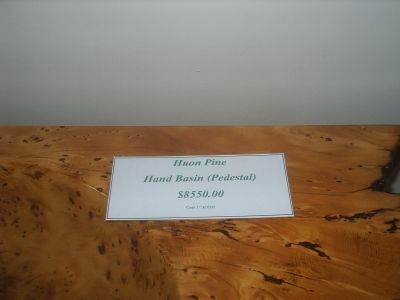 Huon Pine
Hand Basin (Pedestal)
$8550.00